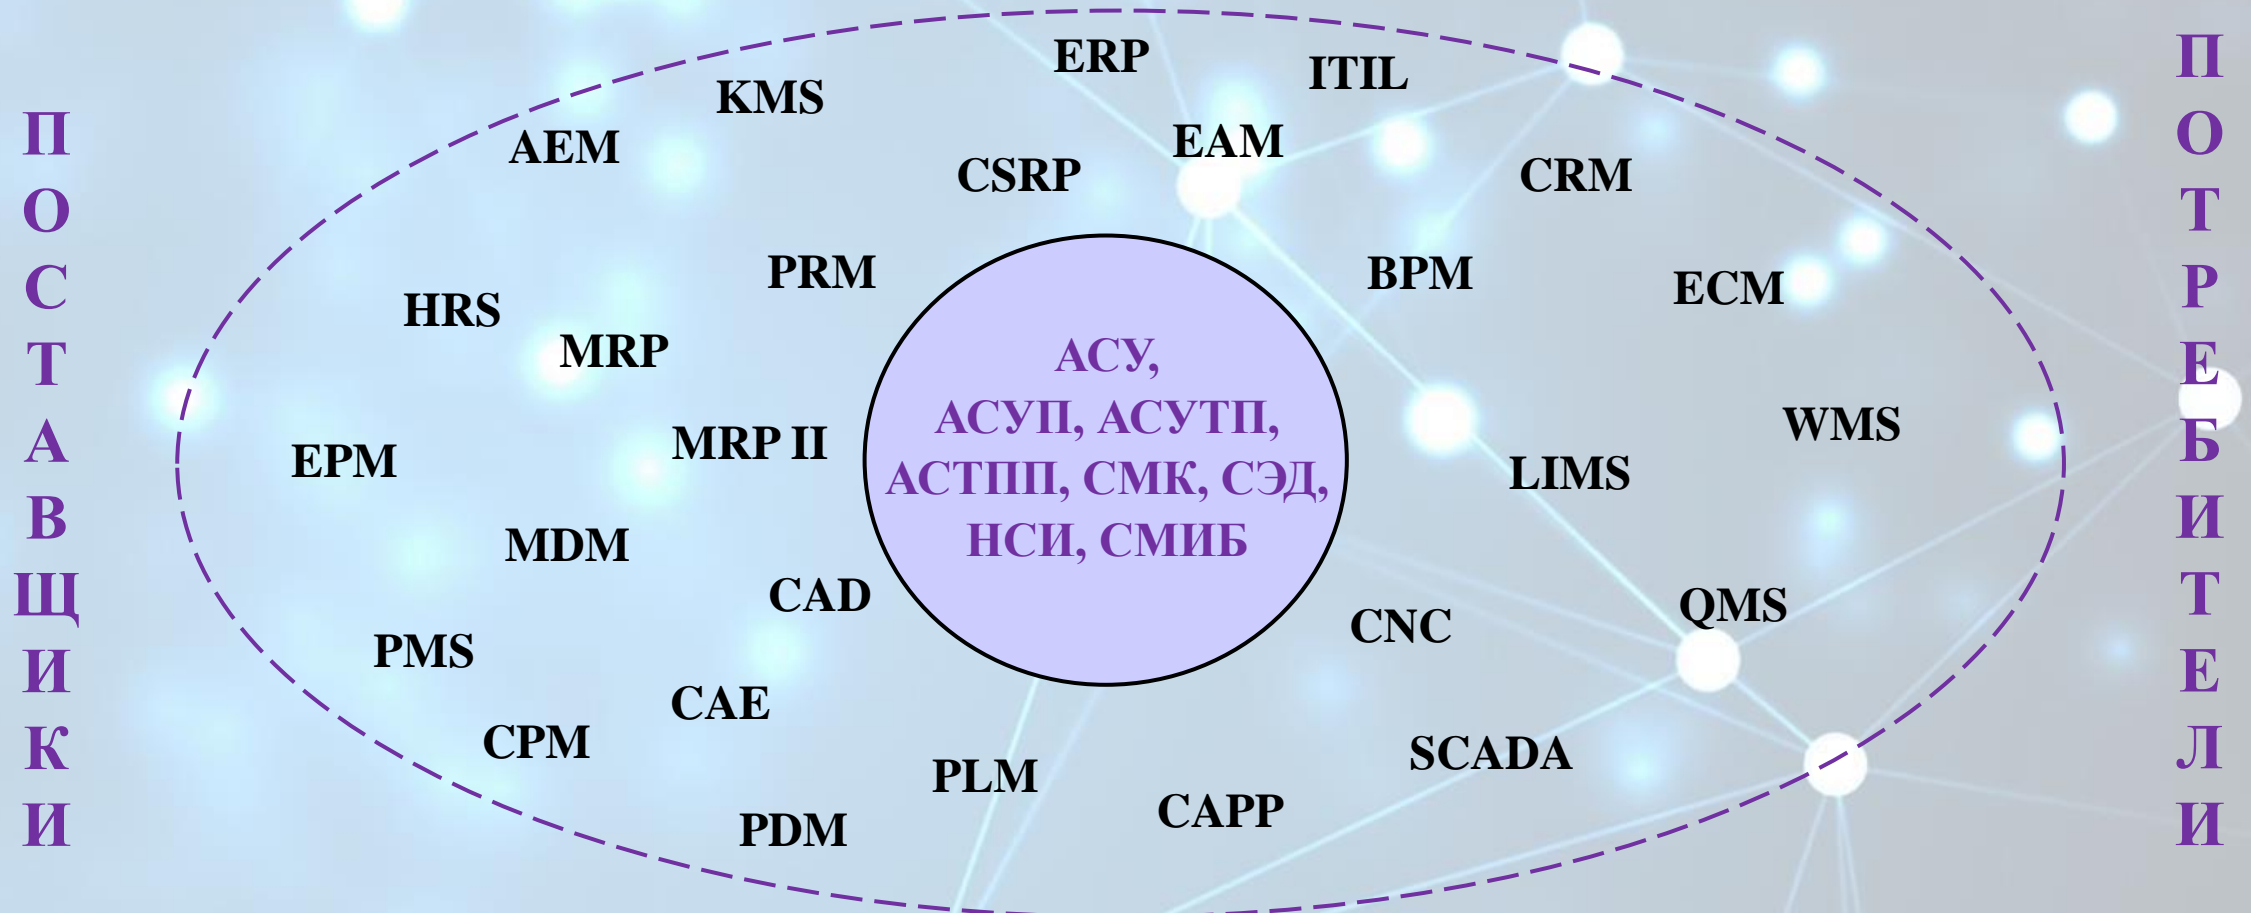 ПОСТАВЩИКИ
ERP
ITIL
KMS
AEM
EAM
CSRP
CRM
PRM
BPM
ECM
HRS
MRP
MRP II
WMS
EPM
LIMS
MDM
CAD
QMS
CNC
PMS
CAE
CPM
SCADA
PLM
CAPP
PDM
АСУ,
АСУП, АСУТП,
АСТПП, СМК, СЭД,
НСИ, СМИБ
ПОТРЕБИТЕЛИ